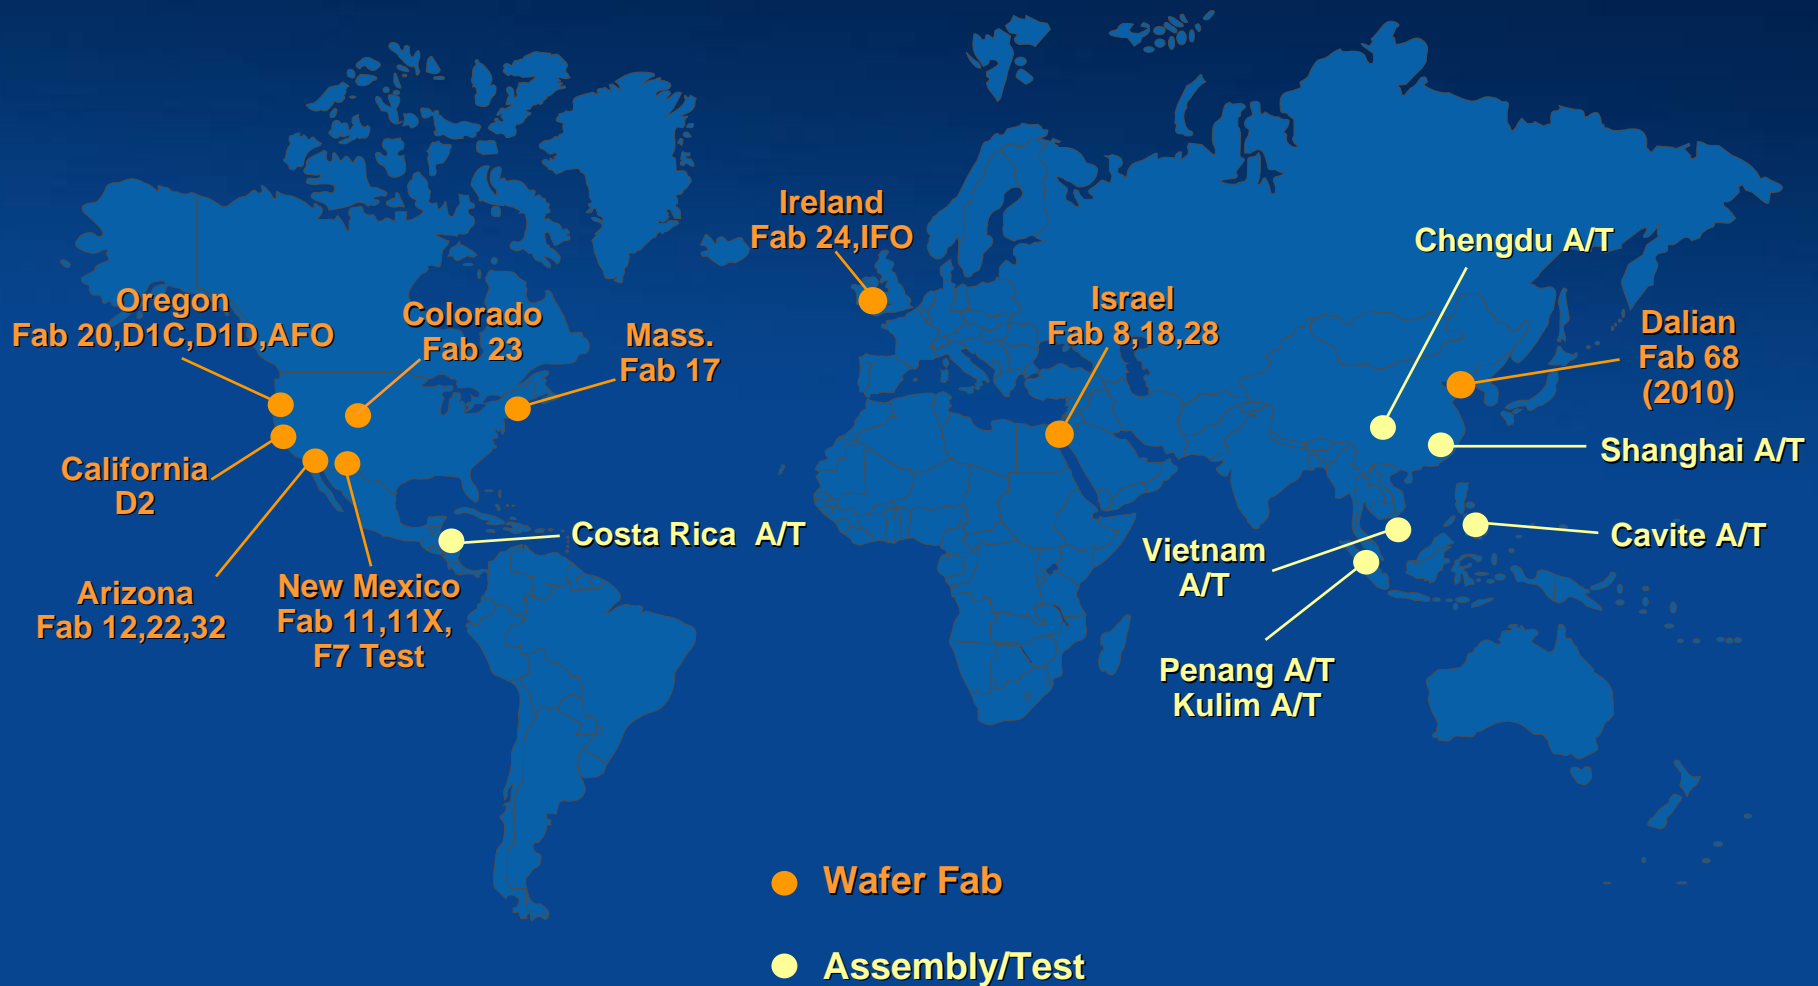 Ireland
Fab 24,IFO
Chengdu A/T
Oregon
Fab 20,D1C,D1D,AFO
Colorado
Fab 23
Mass.
Fab 17
Israel
Fab 8,18,28
Dalian
Fab 68
(2010)
California
D2
Shanghai A/T
Costa Rica  A/T
Vietnam
A/T
Cavite A/T
Arizona
Fab 12,22,32
New Mexico
Fab 11,11X,
F7 Test
Penang A/T
Kulim A/T
Wafer Fab
Assembly/Test